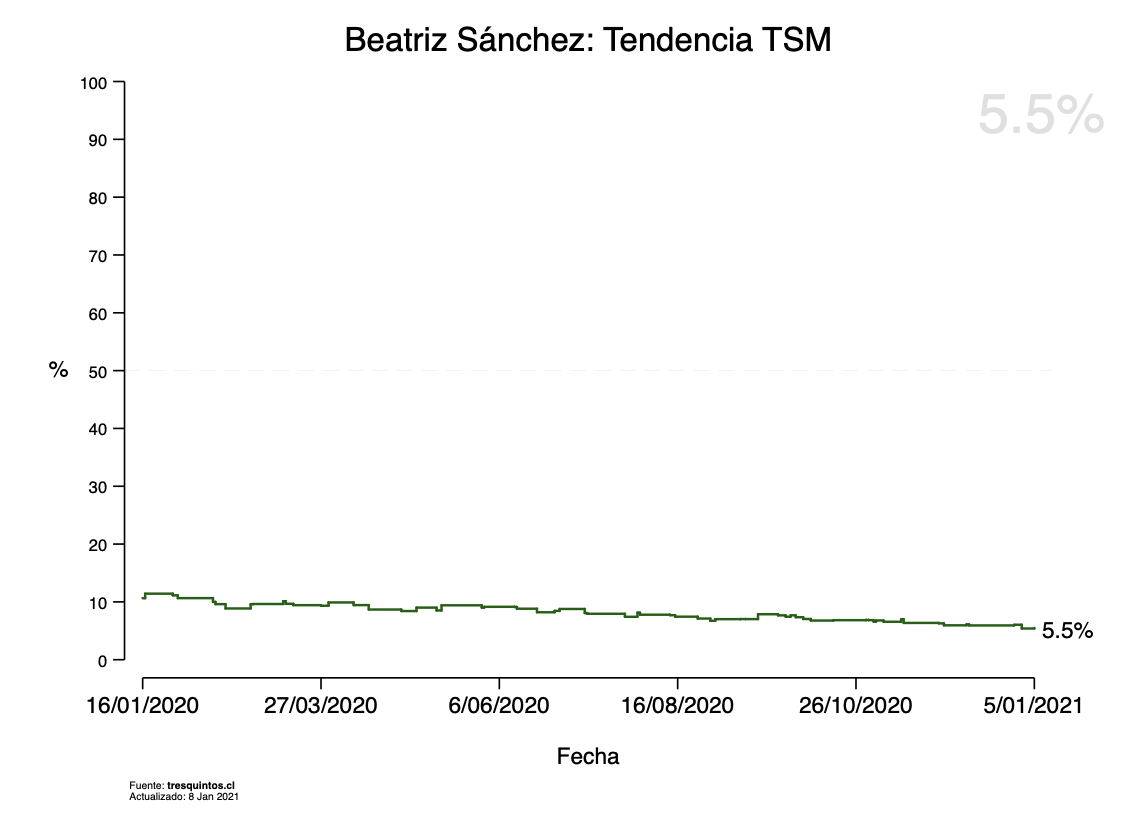 Beatriz Sánchez: Tendencia TSM
5.5%
100
90
80
70
60
50
40
30
20
10
0
%
5.5%
16/01/2020 27/03/2020 6/06/2020 16/08/2020 26/10/2020 5/01/2021
Fecha
Fuente: tresquintos.cl
Actualizado: 8 Jan 2021